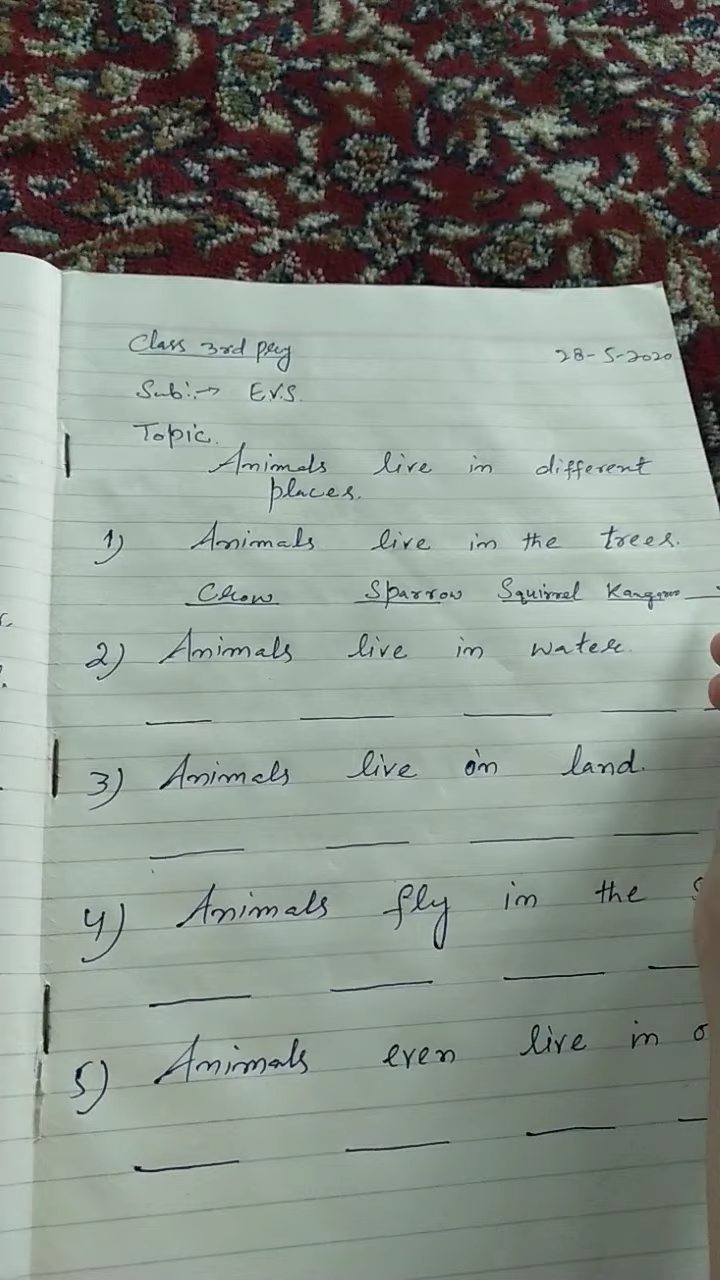 Class 3rd
28-5-2020
Sub:→ E.V.S.
Topic.
Animals live in different
places.
1) Animals live in the trees.
Crow Sparrow Squirrel Kangaroo
2) Animals live in water.
3) Animals live on land.
4) Animals fly in the
5) Animals even live in